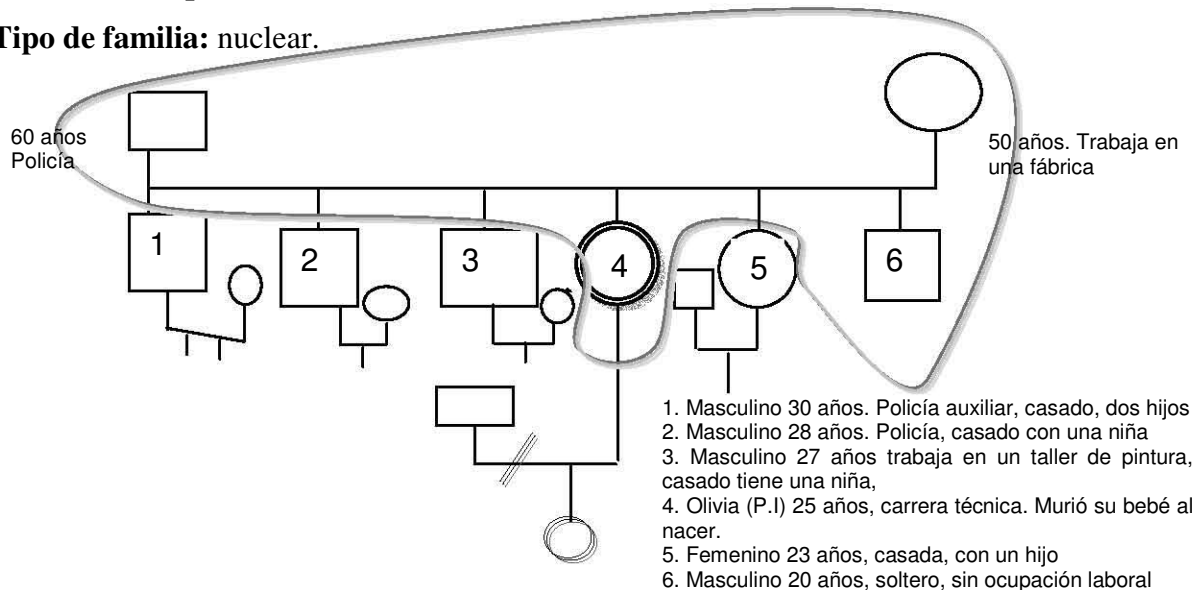 Tipo de familia: nuclear.
60 años
Policía
50 años. Trabaja en
una fábrica
1
2
3
4
5
6
1. Masculino 30 años. Policía auxiliar, casado, dos hijos
2. Masculino 28 años. Policía, casado con una niña
3. Masculino 27 años trabaja en un taller de pintura,
casado tiene una niña,
4. Olivia (P.I) 25 años, carrera técnica. Murió su bebé al
nacer.
5. Femenino 23 años, casada, con un hijo
6. Masculino 20 años, soltero, sin ocupación laboral